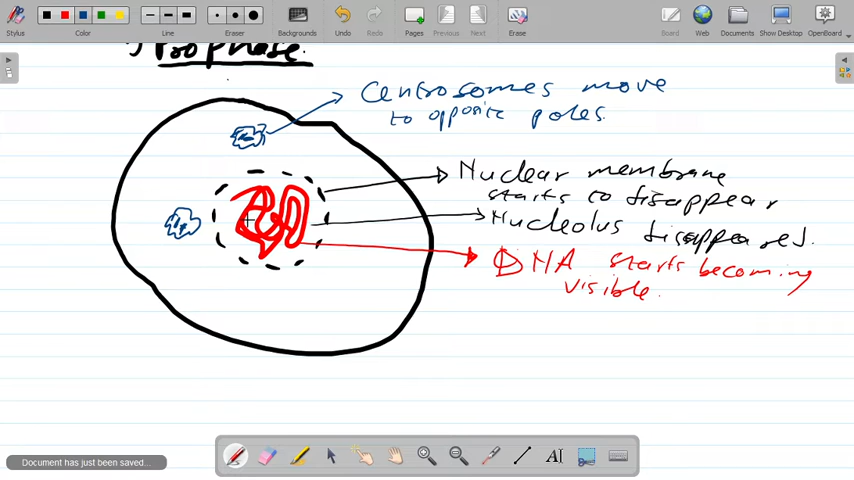 Stylus
Color
Line
Eraser
Backgrounds
Undo
Redo
Pages
Previous
Next
Erase
Board
Web
Documents
Show Desktop
OpenBoard
Prophase.
Centrosomes move
to opposite poles.
Nuclear membrane
starts to disappear
Nucleolus disappeared.
DNA starts becoming
visible.
Document has just been saved...
AI